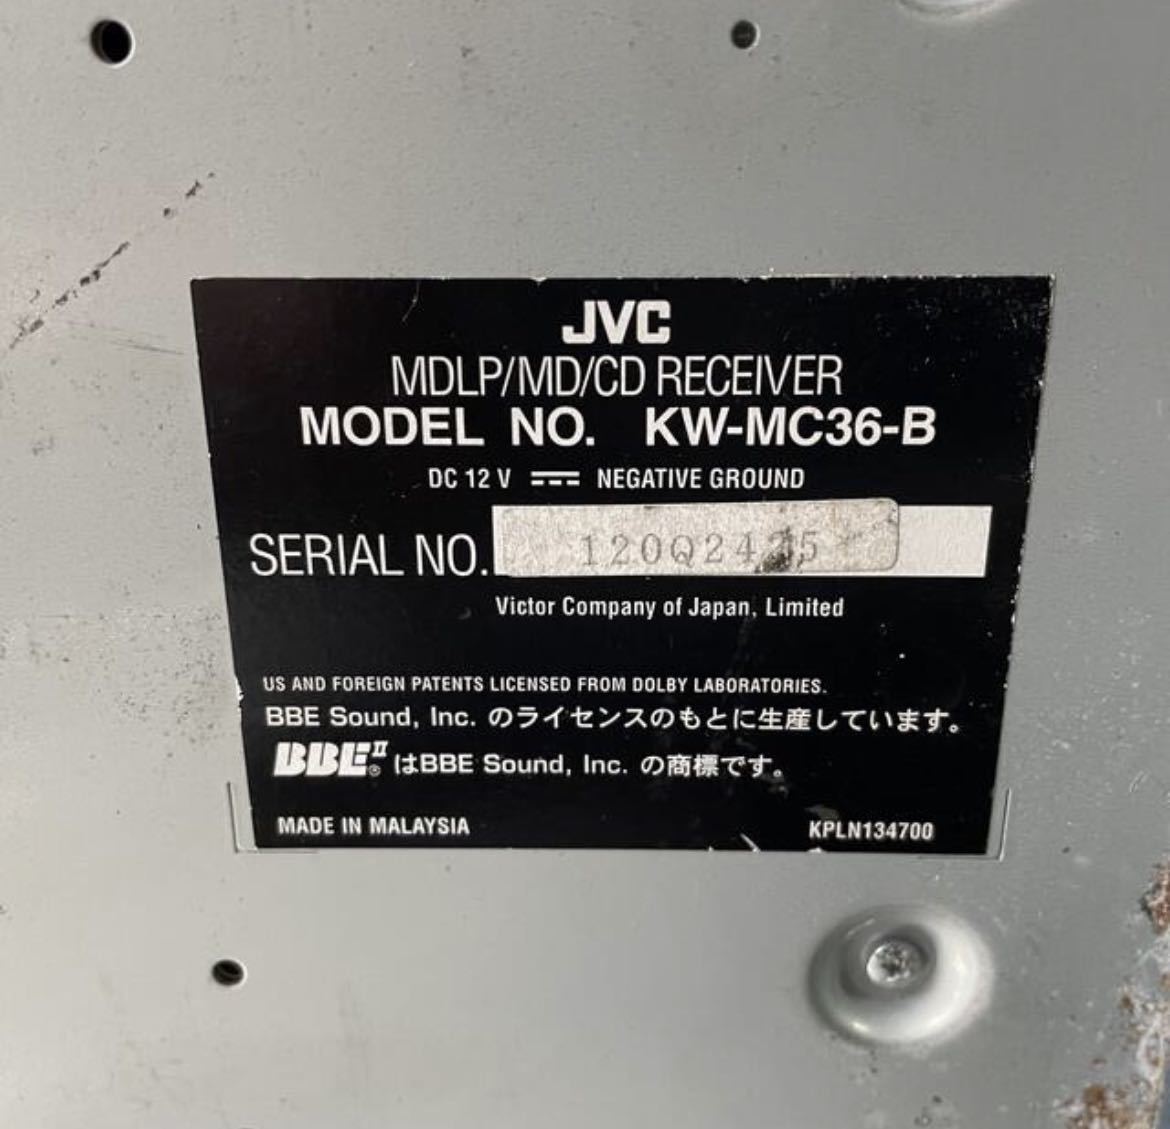 JVC
MDLP/MD/CD RECEIVER
MODEL NO. KW-MC36-B
DC 12 V ⎓ NEGATIVE GROUND
SERIAL NO.
Victor Company of Japan, Limited
US AND FOREIGN PATENTS LICENSED FROM DOLBY LABORATORIES.
BBE Sound, Inc. のライセンスのもとに生産しています。
BBE II ® はBBE Sound, Inc. の商標です。
MADE IN MALAYSIA KPLN134700